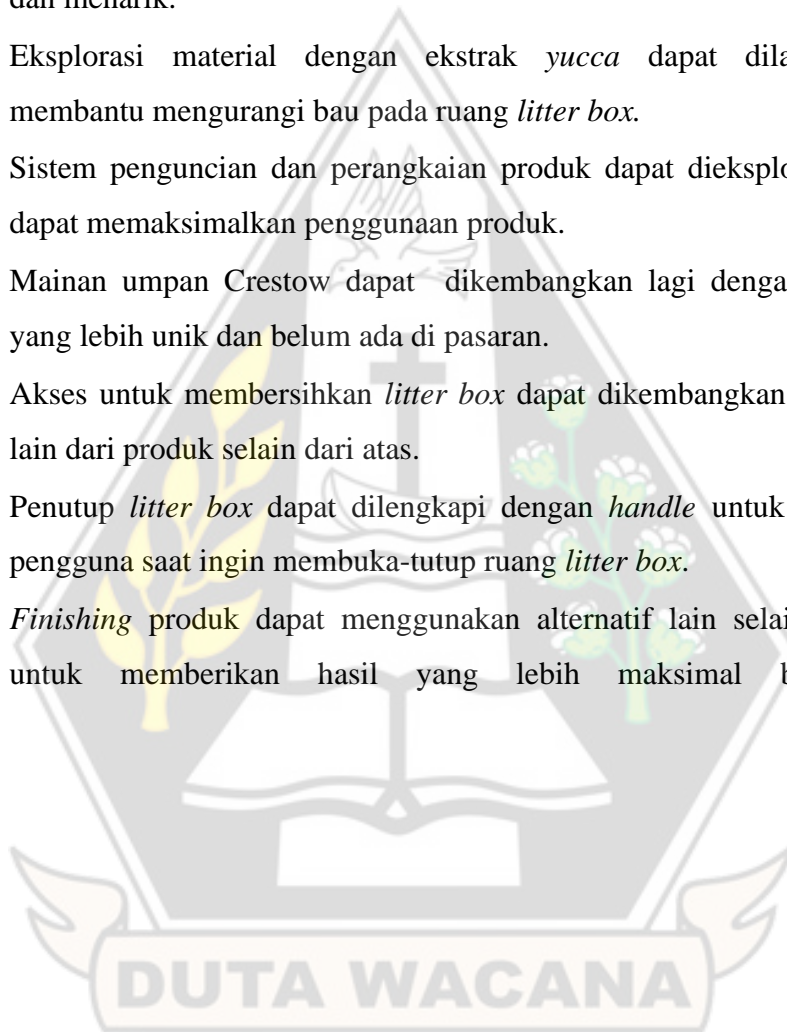 dan menarik.
Eksplorasi material dengan ekstrak yucca dapat
membantu mengurangi bau pada ruang litter box.
Sistem penguncian dan perangkaian produk dapat
dapat memaksimalkan penggunaan produk.
Mainan umpan Crestow dapat dikembangkan lagi
yang lebih unik dan belum ada di pasaran.
Akses untuk membersihkan litter box dapat dikembangkan
lain dari produk selain dari atas.
Penutup litter box dapat dilengkapi dengan handle untuk
pengguna saat ingin membuka-tutup ruang litter box.
Finishing produk dapat menggunakan alternatif lain
untuk memberikan hasil yang lebih maksimal
DUTA WACANA